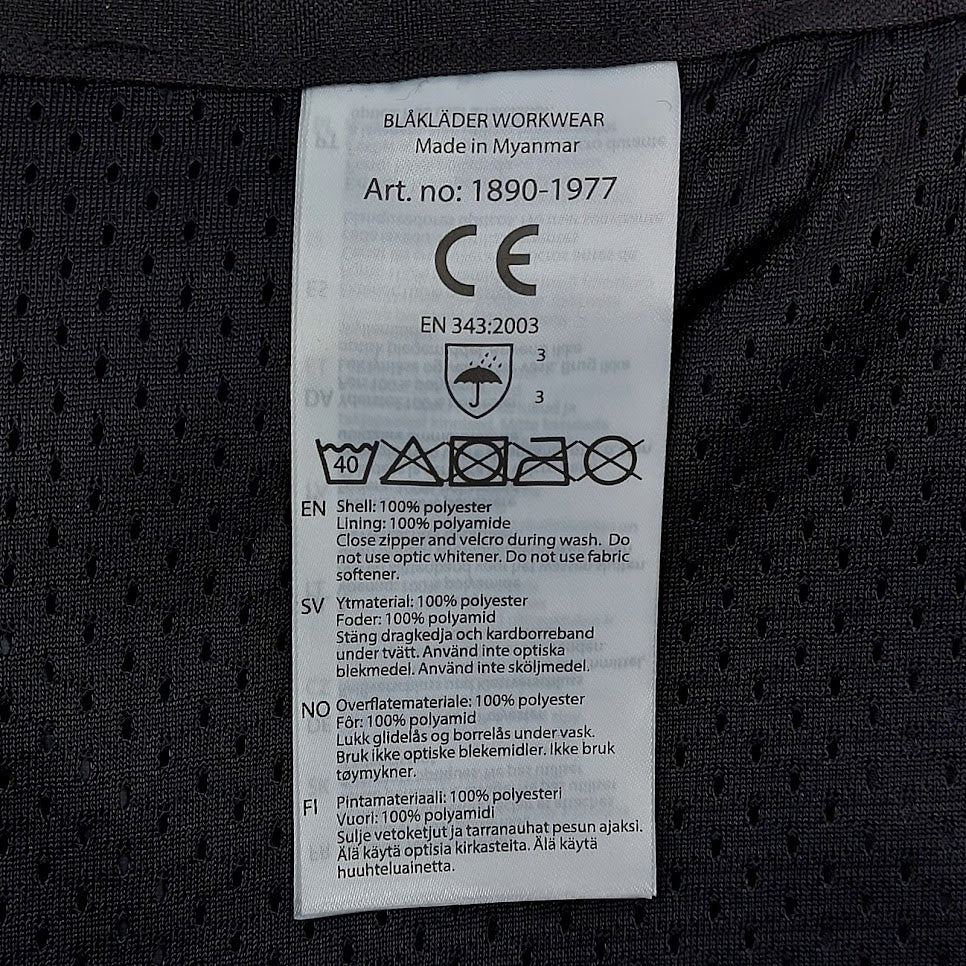 BLÅKLÄDER WORKWEAR
Made in Myanmar
Art. no: 1890-1977
CE
EN 343:2003
3
3
40
EN Shell: 100% polyester
Lining: 100% polyamide
Close zipper and velcro during wash. Do
not use optic whitener. Do not use fabric
softener.
SV Ytmaterial: 100% polyester
Foder: 100% polyamid
Stäng dragkedja och kardborreband
under tvätt. Använd inte optiska
blekmedel. Använd inte sköljmedel.
NO Overflatemateriale: 100% polyester
Fôr: 100% polyamid
Lukk glidelås og borrelås under vask.
Bruk ikke optiske blekemidler. Ikke bruk
tøymykner.
FI Pintamateriaali: 100% polyesteri
Vuori: 100% polyamidi
Sulje vetoketjut ja tarranauhat pesun ajaksi.
Älä käytä optisia kirkasteita. Älä käytä
huuhteluainetta.